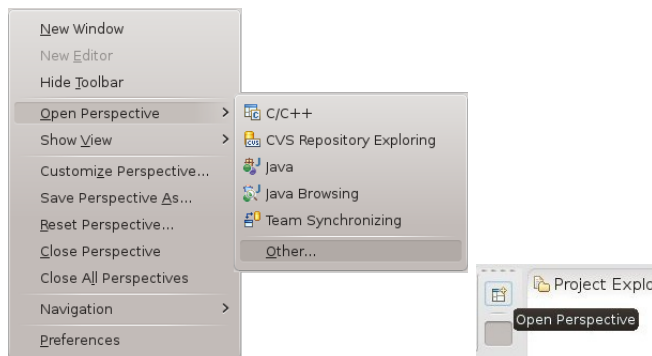 New Window
New Editor
Hide Toolbar
Open Perspective
Show View
Customize Perspective...
Save Perspective As...
Reset Perspective...
Close Perspective
Close All Perspectives
Navigation
Preferences
C/C++
CVS Repository Exploring
Java
Java Browsing
Team Synchronizing
Other...
Project Explo
Open Perspective